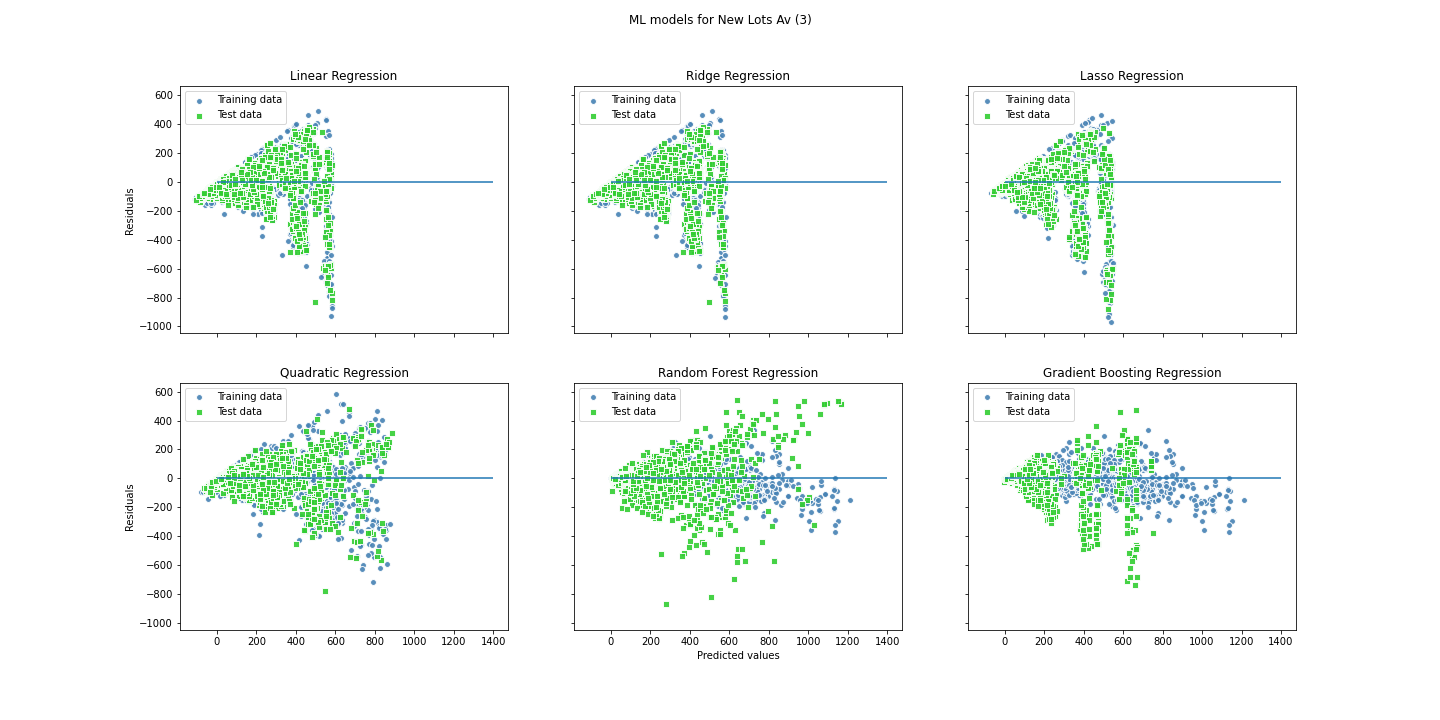 ML models for New Lots Av (3)
Linear Regression
Training data
Test data
600
400
200
0
−200
−400
−600
−800
−1000
Residuals
Ridge Regression
Training data
Test data
Lasso Regression
Training data
Test data
Quadratic Regression
Training data
Test data
600
400
200
0
−200
−400
−600
−800
−1000
Residuals
0 200 400 600 800 1000 1200 1400
Random Forest Regression
Training data
Test data
0 200 400 600 800 1000 1200 1400
Predicted values
Gradient Boosting Regression
Training data
Test data
0 200 400 600 800 1000 1200 1400